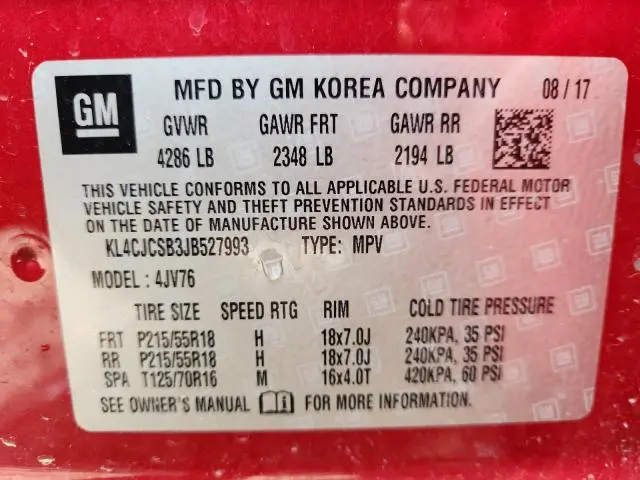 GM MFD BY GM KOREA COMPANY 08/17
GVWR GAWR FRT GAWR RR
4286 LB 2348 LB 2194 LB
THIS VEHICLE CONFORMS TO ALL APPLICABLE U.S. FEDERAL MOTOR
VEHICLE SAFETY AND THEFT PREVENTION STANDARDS IN EFFECT
ON THE DATE OF MANUFACTURE SHOWN ABOVE.
KL4CJCSB3JB527993 TYPE: MPV
MODEL: 4JV76
TIRE SIZE SPEED RTG RIM COLD TIRE PRESSURE
FRT P215/55R18 H 18x7.0J 240KPA, 35 PSI
RR P215/55R18 H 18x7.0J 240KPA, 35 PSI
SPA T125/70R16 M 16x4.0T 420KPA, 60 PSI
SEE OWNER'S MANUAL FOR MORE INFORMATION.